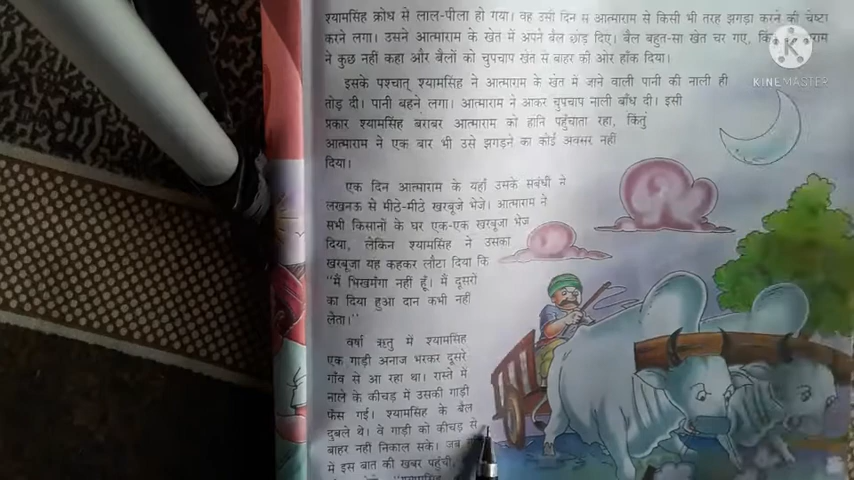 श्यामसिंह क्रोध से लाल-पीला हो गया। वह उसी दिन से आत्माराम से किसी भी तरह झगड़ा करने की चेष्टा
करने लगा। उसने आत्माराम के खेत में अपने बैल छोड़ दिए। बैल बहुत-सा खेत चर गए,
ने कुछ नहीं कहा और बैलों को चुपचाप खेत से बाहर की ओर हाँक दिया।
KINEMASTER
इसके पश्चात् श्यामसिंह ने आत्माराम के खेत में जाने वाली पानी की नाली ही
तोड़ दी। पानी बहने लगा। आत्माराम ने आकर चुपचाप नाली बाँध दी। इसी
प्रकार श्यामसिंह बराबर आत्माराम को हानि पहुँचाता रहा, किंतु
आत्माराम ने एक बार भी उसे झगड़ने का कोई अवसर नहीं
दिया।
एक दिन आत्माराम के यहाँ उसके संबंधी ने
लखनऊ से मीठे-मीठे खरबूजे भेजे। आत्माराम ने
सभी किसानों के घर एक-एक खरबूजा भेज
दिया, लेकिन श्यामसिंह ने उसका
खरबूजा यह कहकर लौटा दिया कि
"मैं भिखमंगा नहीं हूँ। मैं दूसरों
का दिया हुआ दान कभी नहीं
लेता।"
वर्षा ऋतु में श्यामसिंह
एक गाड़ी अनाज भरकर दूसरे
गाँव से आ रहा था। रास्ते में
नाले के कीचड़ में उसकी गाड़ी
फँस गई। श्यामसिंह के बैल
दुबले थे। वे गाड़ी को कीचड़ से
बाहर नहीं निकाल सके। जब
में इस बात की खबर पहुँची,